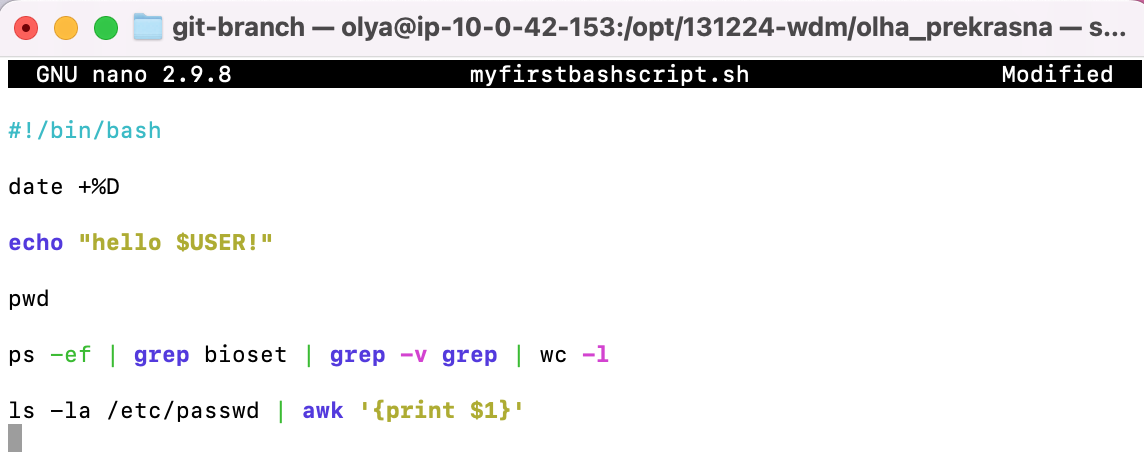 git-branch — olya@ip-10-0-42-153:/opt/131224-wdm/olha_prekrasna — s...
GNU nano 2.9.8 myfirstbashscript.sh Modified
#!/bin/bash
date +%D
echo "hello $USER!"
pwd
ps -ef | grep bioset | grep -v grep | wc -l
ls -la /etc/passwd | awk '{print $1}'